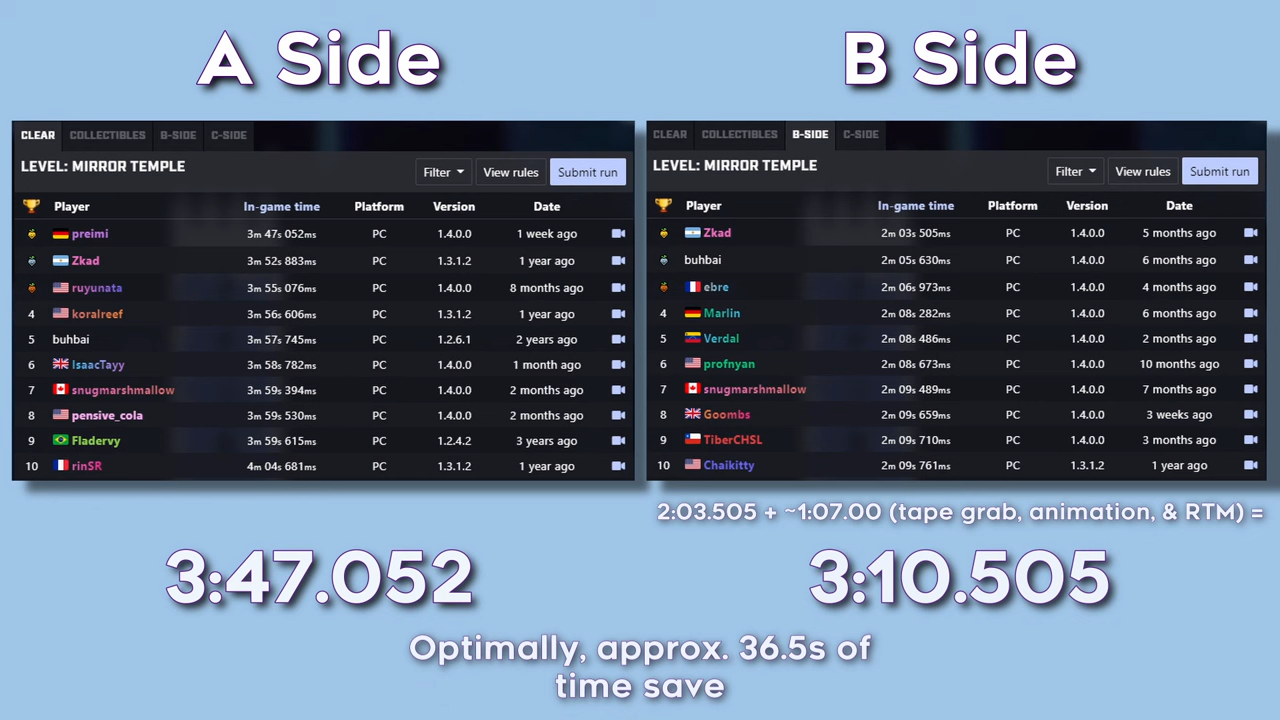 A Side
CLEAR COLLECTIBLES B-SIDE C-SIDE
LEVEL: MIRROR TEMPLE
Filter View rules Submit run
Player In-game time Platform Version Date
preimi 3m 47s 052ms PC 1.4.0.0 1 week ago
Zkad 3m 52s 883ms PC 1.3.1.2 1 year ago
ruyunata 3m 55s 076ms PC 1.4.0.0 8 months ago
4 koralreef 3m 56s 606ms PC 1.3.1.2 1 year ago
5 buhbai 3m 57s 745ms PC 1.2.6.1 2 years ago
6 IsaacTayy 3m 58s 782ms PC 1.4.0.0 1 month ago
7 snugmarshmallow 3m 59s 394ms PC 1.4.0.0 2 months ago
8 pensive_cola 3m 59s 530ms PC 1.4.0.0 2 months ago
9 Fladervy 3m 59s 615ms PC 1.2.4.2 3 years ago
10 rinSR 4m 04s 681ms PC 1.3.1.2 1 year ago
3:47.052
B Side
CLEAR COLLECTIBLES B-SIDE C-SIDE
LEVEL: MIRROR TEMPLE
Filter View rules Submit run
Player In-game time Platform Version Date
Zkad 2m 03s 505ms PC 1.4.0.0 5 months ago
buhbai 2m 05s 630ms PC 1.4.0.0 6 months ago
ebre 2m 06s 973ms PC 1.4.0.0 4 months ago
4 Marlin 2m 08s 282ms PC 1.4.0.0 6 months ago
5 Verdal 2m 08s 486ms PC 1.4.0.0 2 months ago
6 profnyan 2m 08s 673ms PC 1.4.0.0 10 months ago
7 snugmarshmallow 2m 09s 489ms PC 1.4.0.0 7 months ago
8 Goombs 2m 09s 659ms PC 1.4.0.0 3 weeks ago
9 TiberCHSL 2m 09s 710ms PC 1.4.0.0 3 months ago
10 Chaikitty 2m 09s 761ms PC 1.3.1.2 1 year ago
2:03.505 + ~1:07.00 (tape grab, animation, & RTM) =
3:10.505
Optimally, approx. 36.5s of
time save